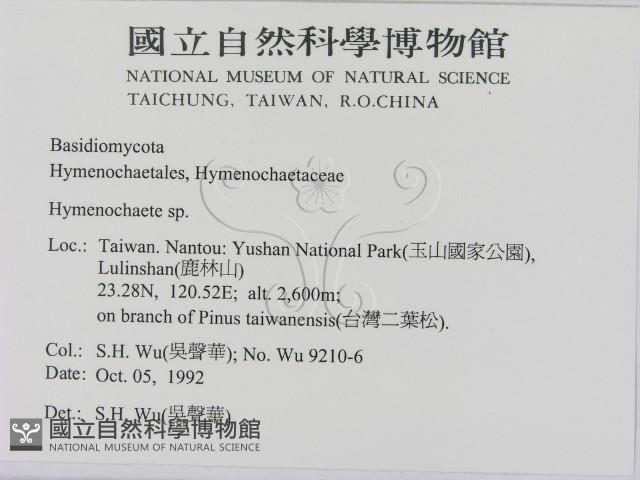 國立自然科學博物館
NATIONAL MUSEUM OF NATURAL SCIENCE
TAICHUNG, TAIWAN, R.O.CHINA
Basidiomycota
Hymenochaetales, Hymenochaetaceae
Hymenochaete sp.
Loc.: Taiwan. Nantou: Yushan National Park(玉山國家公園),
Lulinshan(鹿林山)
23.28N, 120.52E; alt. 2,600m;
on branch of Pinus taiwanensis(台灣二葉松).
Col.: S.H. Wu(吳聲華); No. Wu 9210-6
Date: Oct. 05, 1992
Det.: S.H. Wu(吳聲華)
國立自然科學博物館
NATIONAL MUSEUM OF NATURAL SCIENCE